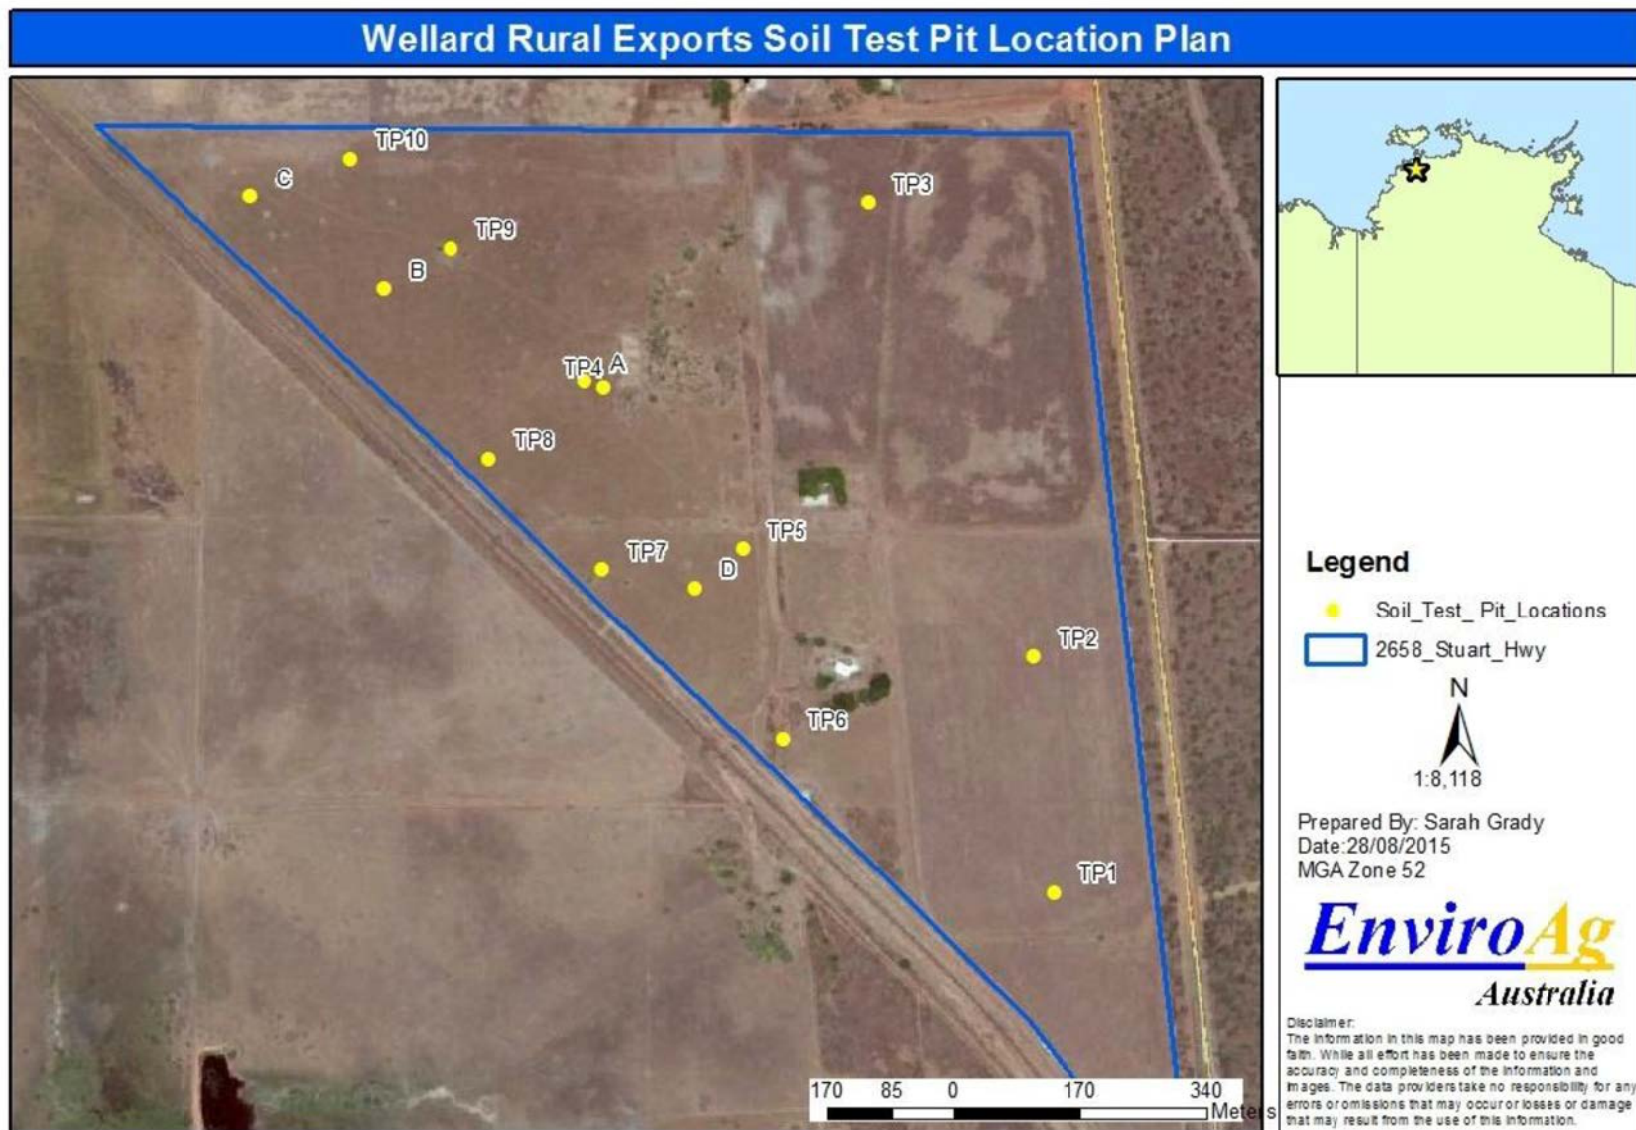 Wellard Rural Exports Soil Test Pit Location Plan
TP10
C
TP3
TP9
B
TP4
A
TP8
TP5
TP7
D
TP2
TP6
TP1
170 85 0 170 340
Meters
Legend
Soil_Test_ Pit_Locations
2658_Stuart_Hwy
N
1:8,118
Prepared By: Sarah Grady
Date:28/08/2015
MGA Zone 52
EnviroAg
Australia
Disclaimer:
The information in this map has been provided in good
faith. While all effort has been made to ensure the
accuracy and completeness of the information and
images. The data providers take no responsibility for any
errors or omissions that may occur or losses or damage
that may result from the use of this information.